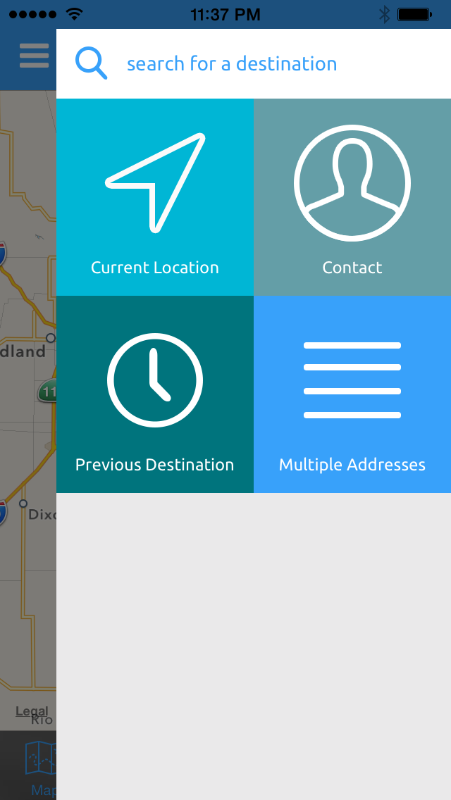 11:37 PM
search for a destination
Current Location
Contact
dland
11
Previous Destination
Multiple Addresses
Dixo
Legal
Rio
Map